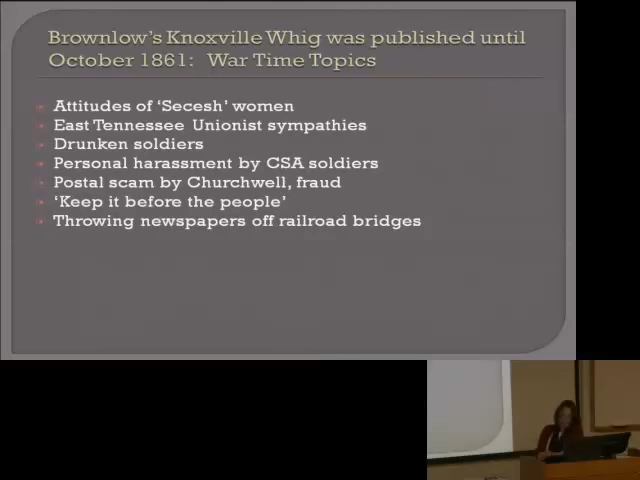 Brownlow's Knoxville Whig was published until
October 1861: War Time Topics
Attitudes of 'Secesh' women
East Tennessee Unionist sympathies
Drunken soldiers
Personal harassment by CSA soldiers
Postal scam by Churchwell, fraud
'Keep it before the people'
Throwing newspapers off railroad bridges